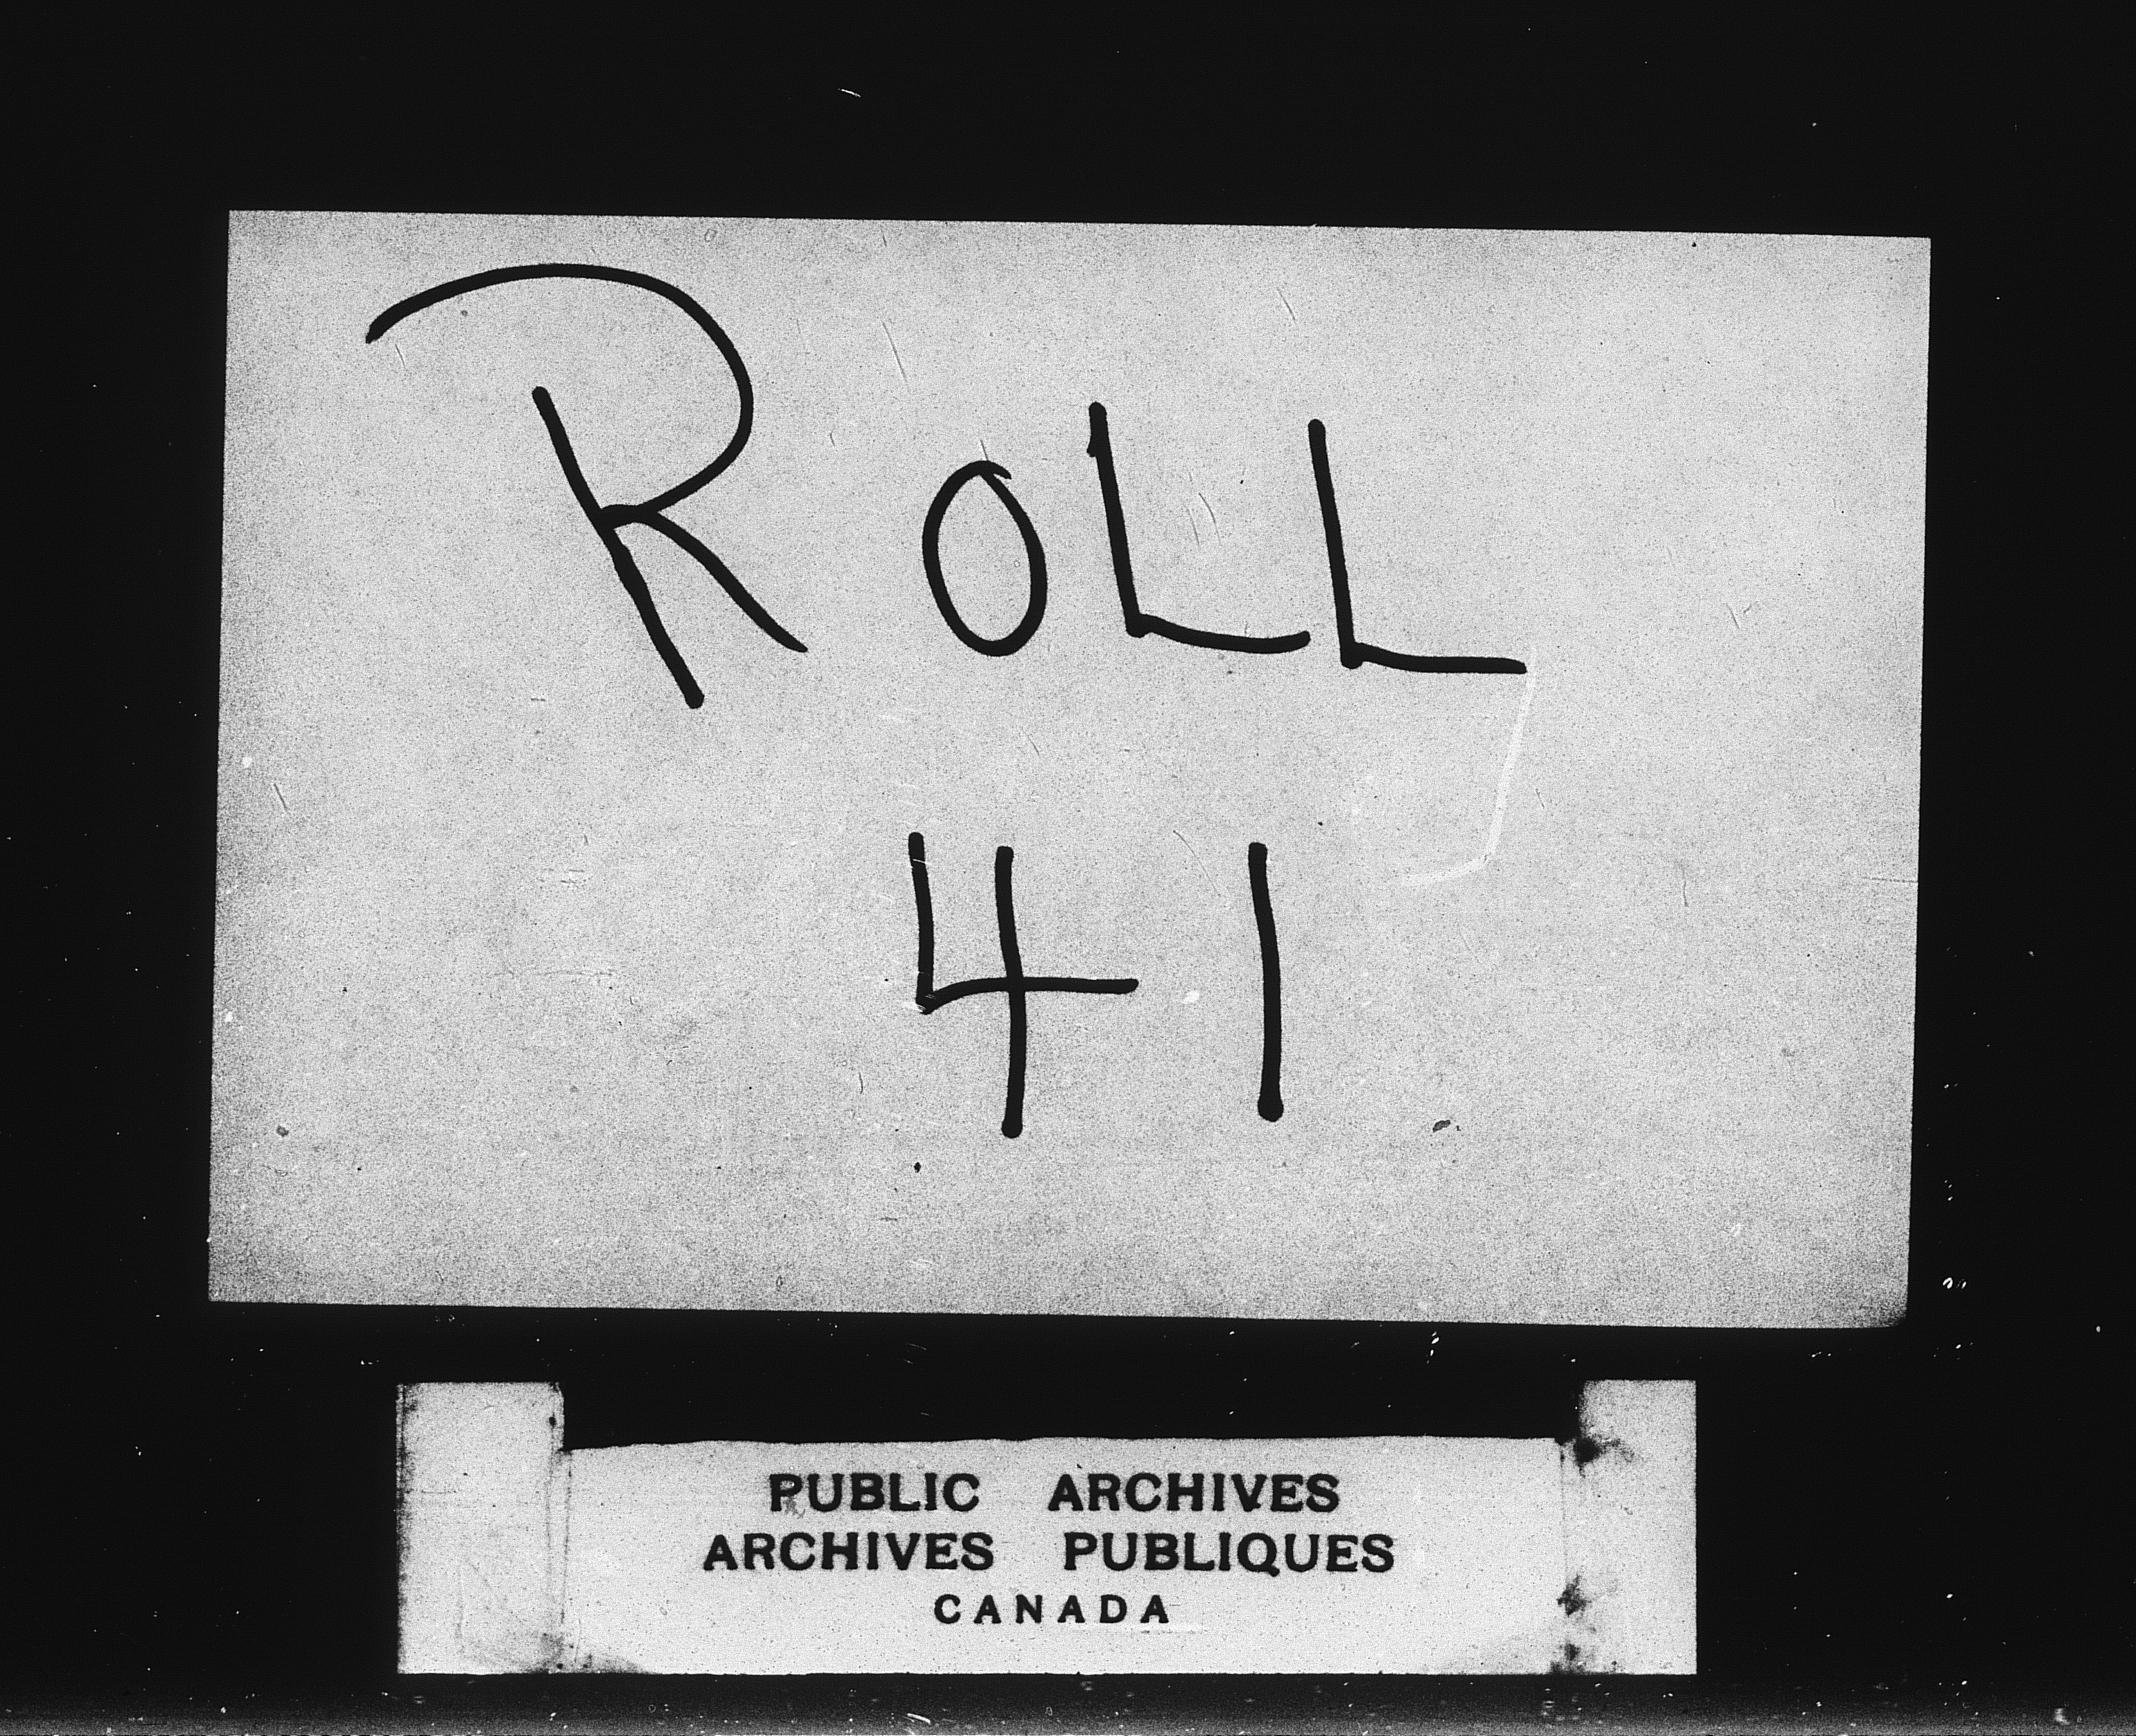 ROLL
41
PUBLIC ARCHIVES
ARCHIVES PUBLIQUES
CANADA